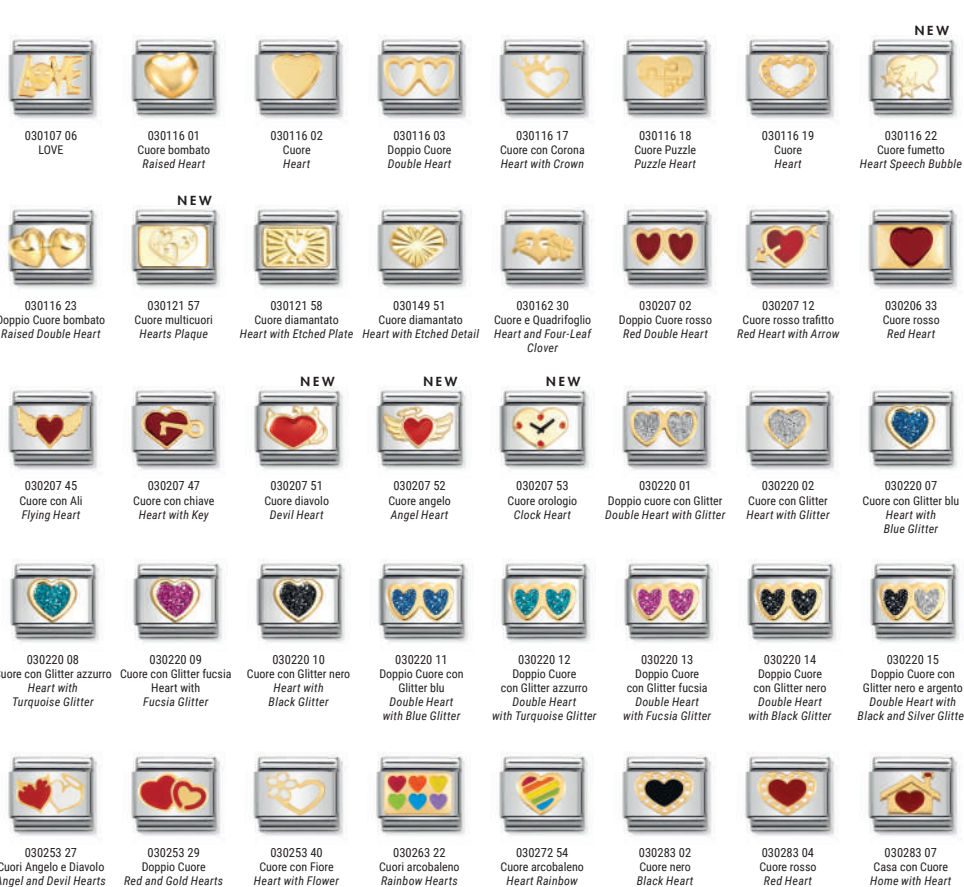 NEW
LOVE
030107 06
LOVE
030116 01
Cuore bombato
Raised Heart
030116 02
Cuore
Heart
030116 03
Doppio Cuore
Double Heart
030116 17
Cuore con Corona
Heart with Crown
030116 18
Cuore Puzzle
Puzzle Heart
030116 19
Cuore
Heart
030116 22
Cuore fumetto
Heart Speech Bubble
NEW
030116 23
Doppio Cuore bombato
Raised Double Heart
030121 57
Cuore multicuori
Hearts Plaque
030121 58
Cuore diamantato
Heart with Etched Plate
030149 51
Cuore diamantato
Heart with Etched Detail
030162 30
Cuore e Quadrifoglio
Heart and Four-Leaf
Clover
030207 02
Doppio Cuore rosso
Red Double Heart
030207 12
Cuore rosso trafitto
Red Heart with Arrow
030206 33
Cuore rosso
Red Heart
NEW
NEW
NEW
030207 45
Cuore con Ali
Flying Heart
030207 47
Cuore con chiave
Heart with Key
030207 51
Cuore diavolo
Devil Heart
030207 52
Cuore angelo
Angel Heart
030207 53
Cuore orologio
Clock Heart
030220 01
Doppio cuore con Glitter
Double Heart with Glitter
030220 02
Cuore con Glitter
Heart with Glitter
030220 07
Cuore con Glitter blu
Heart with
Blue Glitter
030220 08
Cuore con Glitter azzurro
Heart with
Turquoise Glitter
030220 09
Cuore con Glitter fucsia
Heart with
Fucsia Glitter
030220 10
Cuore con Glitter nero
Heart with
Black Glitter
030220 11
Doppio Cuore con
Glitter blu
Double Heart
with Blue Glitter
030220 12
Doppio Cuore
con Glitter azzurro
Double Heart
with Turquoise Glitter
030220 13
Doppio Cuore
con Glitter fucsia
Double Heart
with Fucsia Glitter
030220 14
Doppio Cuore
con Glitter nero
Double Heart
with Black Glitter
030220 15
Doppio Cuore con
Glitter nero e argento
Double Heart with
Black and Silver Glitte
030253 27
Cuori Angelo e Diavolo
Angel and Devil Hearts
030253 29
Doppio Cuore
Red and Gold Hearts
030253 40
Cuore con Fiore
Heart with Flower
030263 22
Cuori arcobaleno
Rainbow Hearts
030272 54
Cuore arcobaleno
Heart Rainbow
030283 02
Cuore nero
Black Heart
030283 04
Cuore rosso
Red Heart
030283 07
Casa con Cuore
Home with Heart